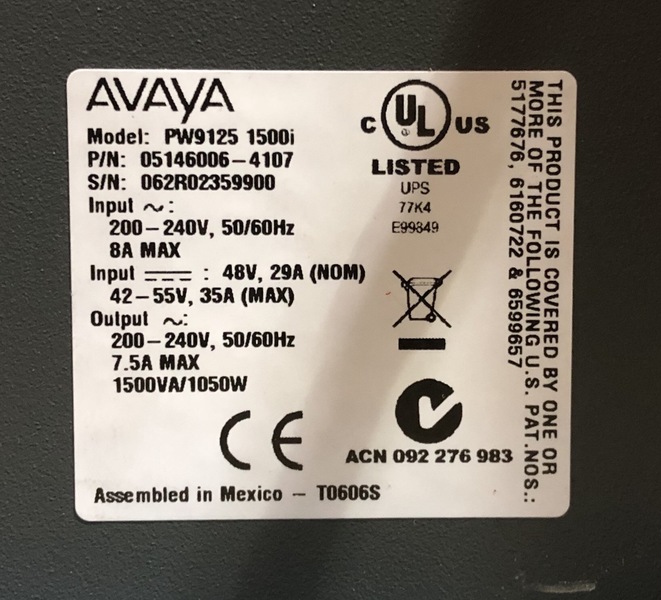 AVAYA
Model: PW9125 1500i
P/N: 05146006-4107
S/N: 062R02359900
Input ∼:
200-240V, 50/60Hz
8A MAX
Input ⎓ : 48V, 29A (NOM)
42-55V, 35A (MAX)
Output ∼:
200-240V, 50/60Hz
7.5A MAX
1500VA/1050W
CE
Assembled in Mexico - T0606S
C UL US
LISTED
UPS
77K4
E99849
ACN 092 276 983
THIS PRODUCT IS COVERED BY ONE OR
MORE OF THE FOLLOWING U.S. PAT.NOS.:
5177676, 6160722 & 6599657